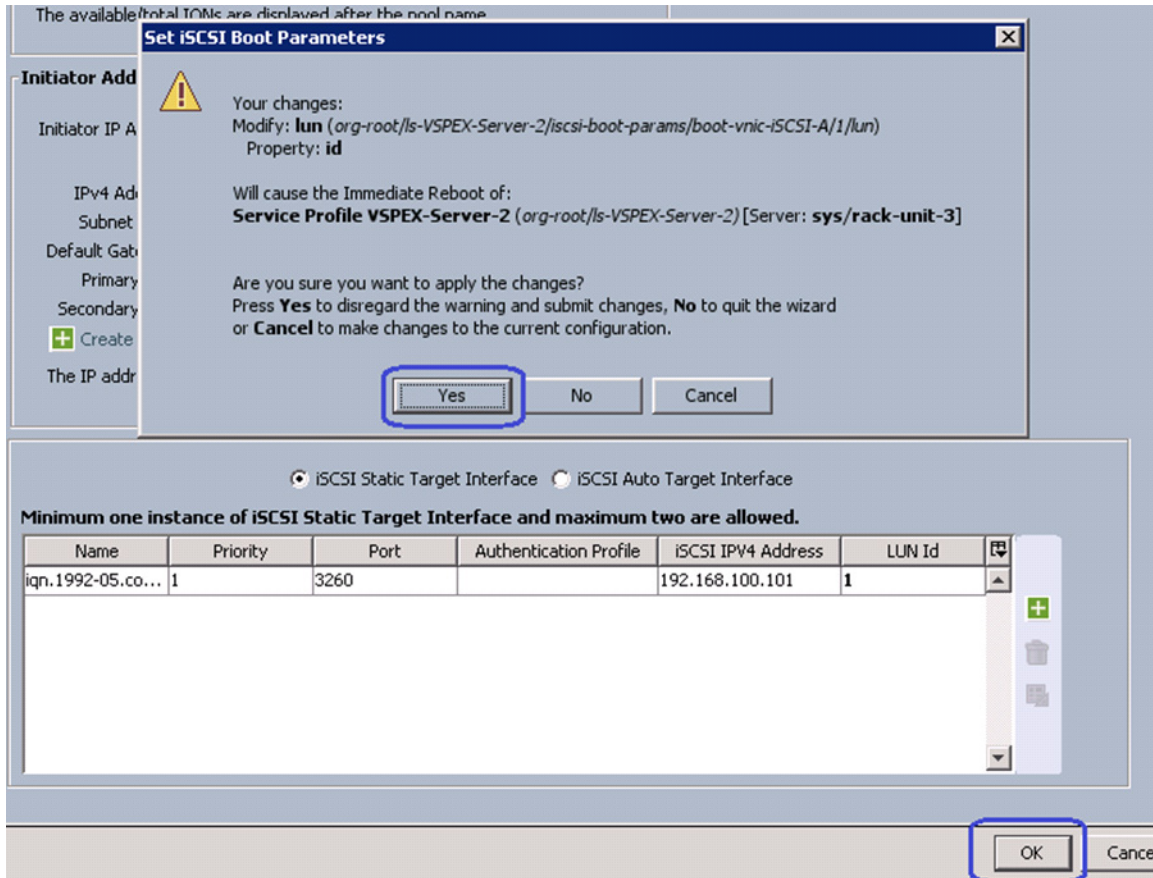 The available/total IQNs are displayed after the pool name.
Set iSCSI Boot Parameters
Initiator Add
Initiator IP A
IPv4 Ad
Subnet
Default Gat
Primary
Secondary
Create
The IP addr
Your changes:
Modify: lun (org-root/ls-VSPEX-Server-2/iscsi-boot-params/boot-vnic-iSCSI-A/1/lun)
Property: id
Will cause the Immediate Reboot of:
Service Profile VSPEX-Server-2 (org-root/ls-VSPEX-Server-2) [Server: sys/rack-unit-3]
Are you sure you want to apply the changes?
Press Yes to disregard the warning and submit changes, No to quit the wizard
or Cancel to make changes to the current configuration.
Yes No Cancel
iSCSI Static Target Interface iSCSI Auto Target Interface
Minimum one instance of iSCSI Static Target Interface and maximum two are allowed.
Name Priority Port Authentication Profile iSCSI IPV4 Address LUN Id
iqn.1992-05.co... 1 3260 192.168.100.101 1
OK Cance